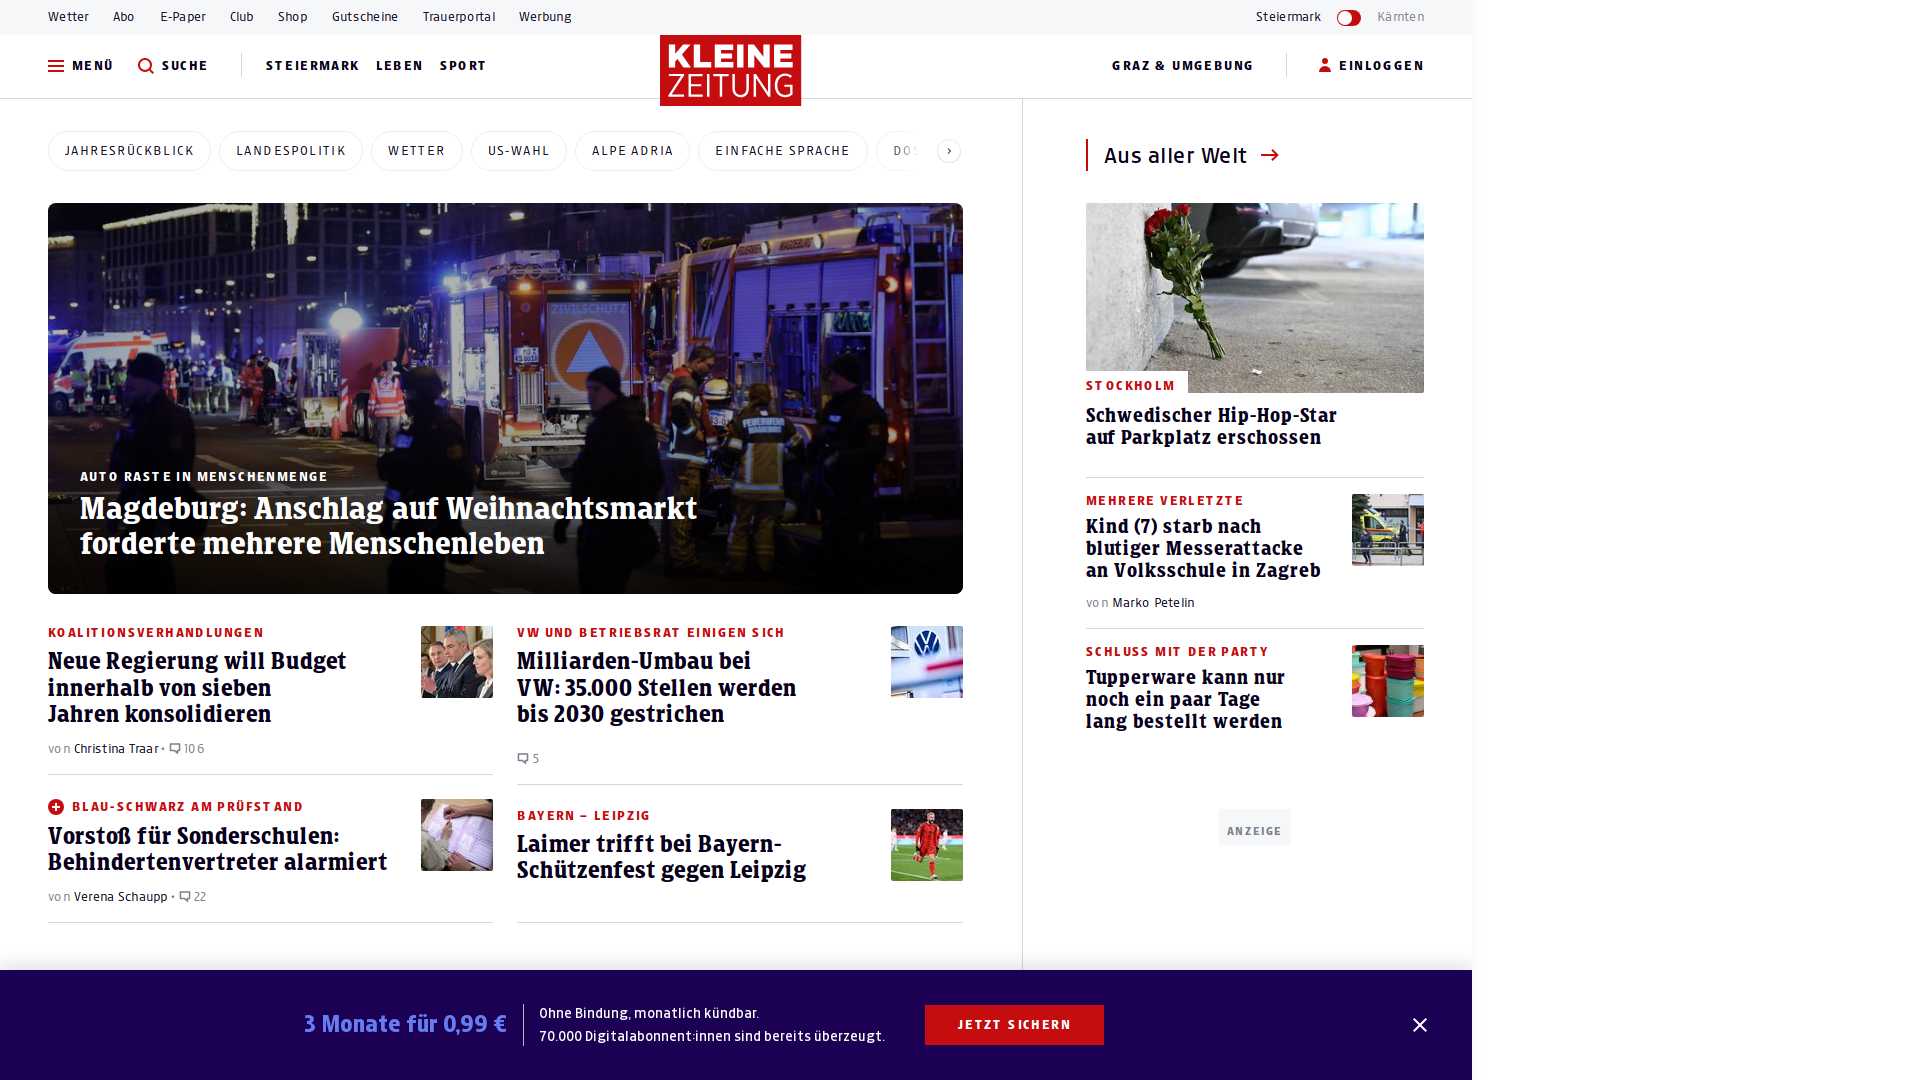 Wetter Abo E-Paper Club Shop Gutscheine Trauerportal Werbung Steiermark Kärnten
MENÜ SUCHE STEIERMARK LEBEN SPORT KLEINE ZEITUNG GRAZ & UMGEBUNG EINLOGGEN
JAHRESRÜCKBLICK LANDESPOLITIK WETTER US-WAHL ALPE ADRIA EINFACHE SPRACHE
ZIVILSCHUTZ
AUTO RASTE IN MENSCHENMENGE
Magdeburg: Anschlag auf Weihnachtsmarkt
forderte mehrere Menschenleben
KOALITIONSVERHANDLUNGEN
Neue Regierung will Budget
innerhalb von sieben
Jahren konsolidieren
von Christina Traar • 106
BLAU-SCHWARZ AM PRÜFSTAND
Vorstoß für Sonderschulen:
Behindertenvertreter alarmiert
von Verena Schaupp • 22
VW UND BETRIEBSRAT EINIGEN SICH
Milliarden-Umbau bei
VW: 35.000 Stellen werden
bis 2030 gestrichen
5
BAYERN – LEIPZIG
Laimer trifft bei Bayern-
Schützenfest gegen Leipzig
Aus aller Welt
STOCKHOLM
Schwedischer Hip-Hop-Star
auf Parkplatz erschossen
MEHRERE VERLETZTE
Kind (7) starb nach
blutiger Messerattacke
an Volksschule in Zagreb
von Marko Petelin
SCHLUSS MIT DER PARTY
Tupperware kann nur
noch ein paar Tage
lang bestellt werden
ANZEIGE
3 Monate für 0,99 €
Ohne Bindung, monatlich kündbar.
70.000 Digitalabonnent:innen sind bereits überzeugt.
JETZT SICHERN